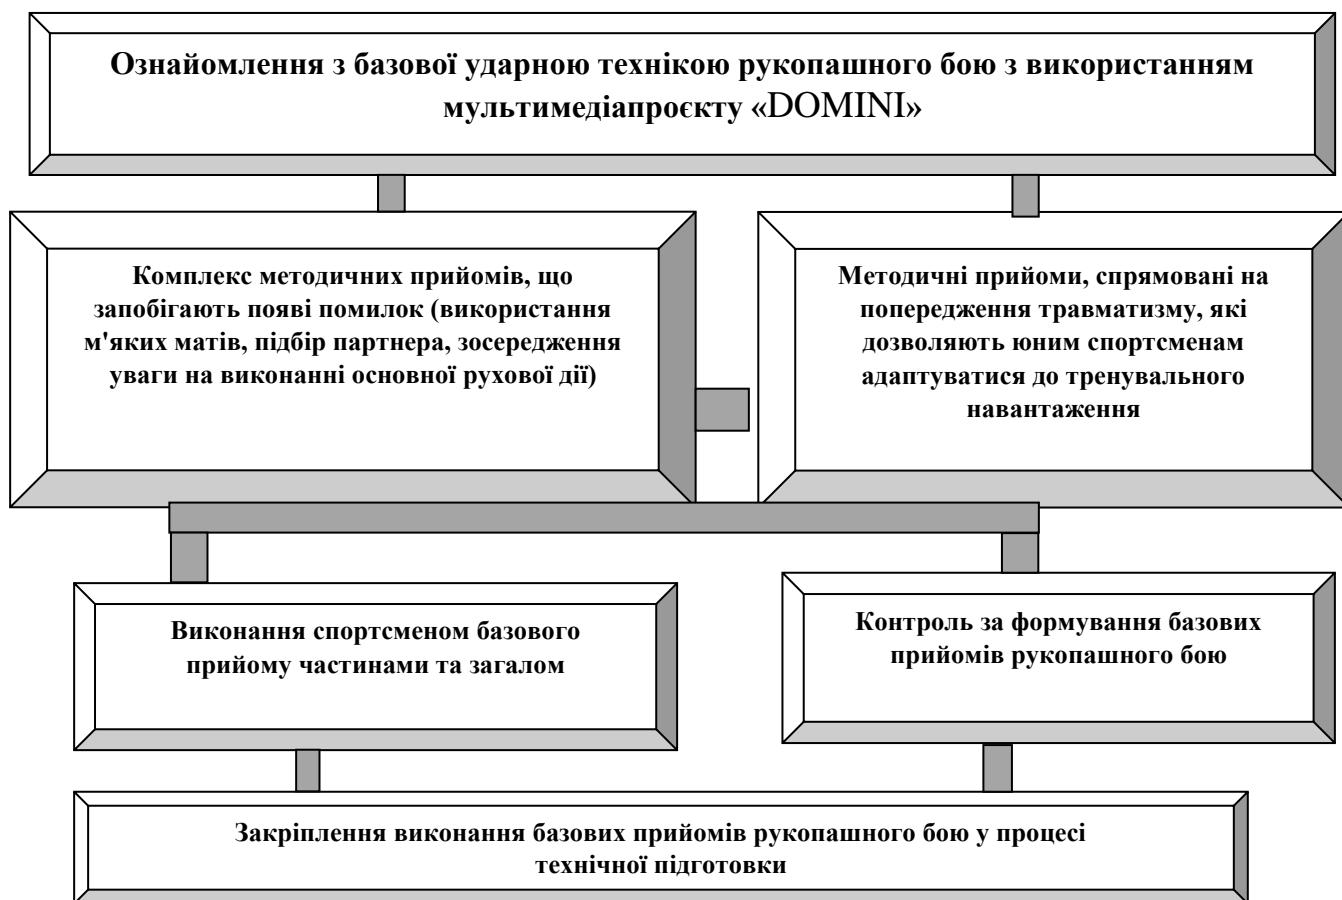 Ознайомлення з базової ударною технікою рукопашного бою з використанням
мультимедіапроєкту «DOMINI»
Комплекс методичних прийомів, що
запобігають появі помилок (використання
м'яких матів, підбір партнера, зосередження
уваги на виконанні основної рухової дії)
Методичні прийоми, спрямовані на
попередження травматизму, які
дозволяють юним спортсменам
адаптуватися до тренувального
навантаження
Виконання спортсменом базового
прийому частинами та загалом
Контроль за формування базових
прийомів рукопашного бою
Закріплення виконання базових прийомів рукопашного бою у процесі
технічної підготовки